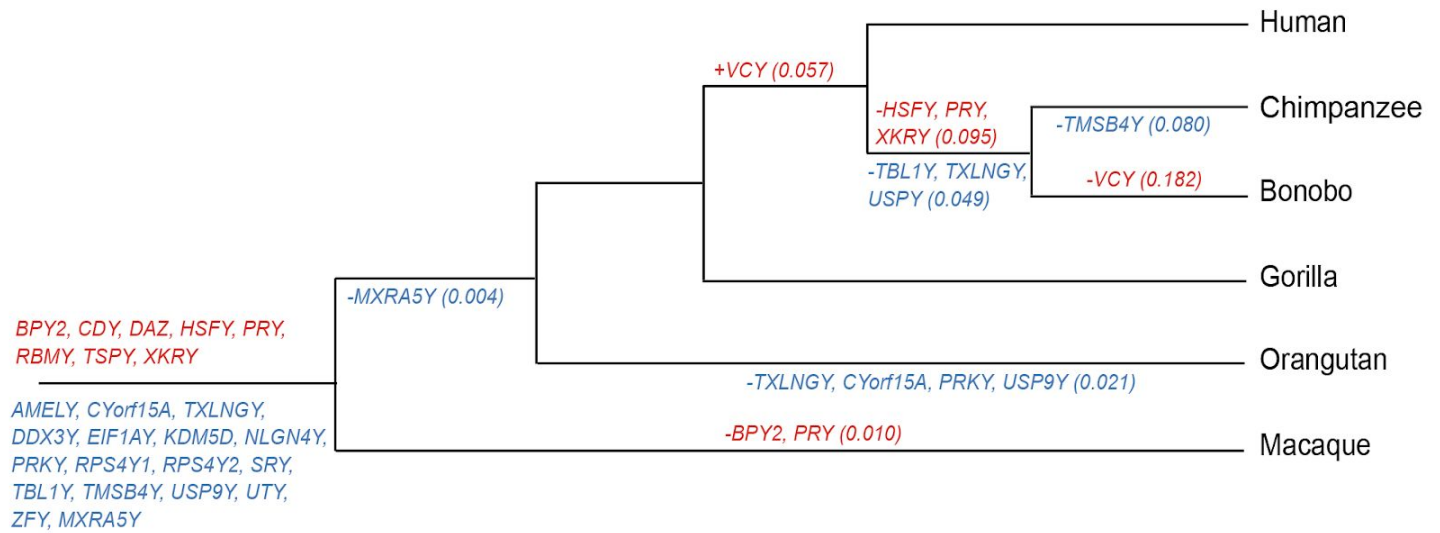 Human
+VCY (0.057)
-HSFY, PRY,
XKRY (0.095)
Chimpanzee
-TMSB4Y (0.080)
-TBL1Y, TXLNGY,
USPY (0.049)
-VCY (0.182)
Bonobo
Gorilla
-MXRA5Y (0.004)
BPY2, CDY, DAZ, HSFY, PRY,
RBMY, TSPY, XKRY
Orangutan
-TXLNGY, CYorf15A, PRKY, USP9Y (0.021)
AMELY, CYorf15A, TXLNGY,
DDX3Y, EIF1AY, KDM5D, NLGN4Y,
PRKY, RPS4Y1, RPS4Y2, SRY,
TBL1Y, TMSB4Y, USP9Y, UTY,
ZFY, MXRA5Y
-BPY2, PRY (0.010)
Macaque